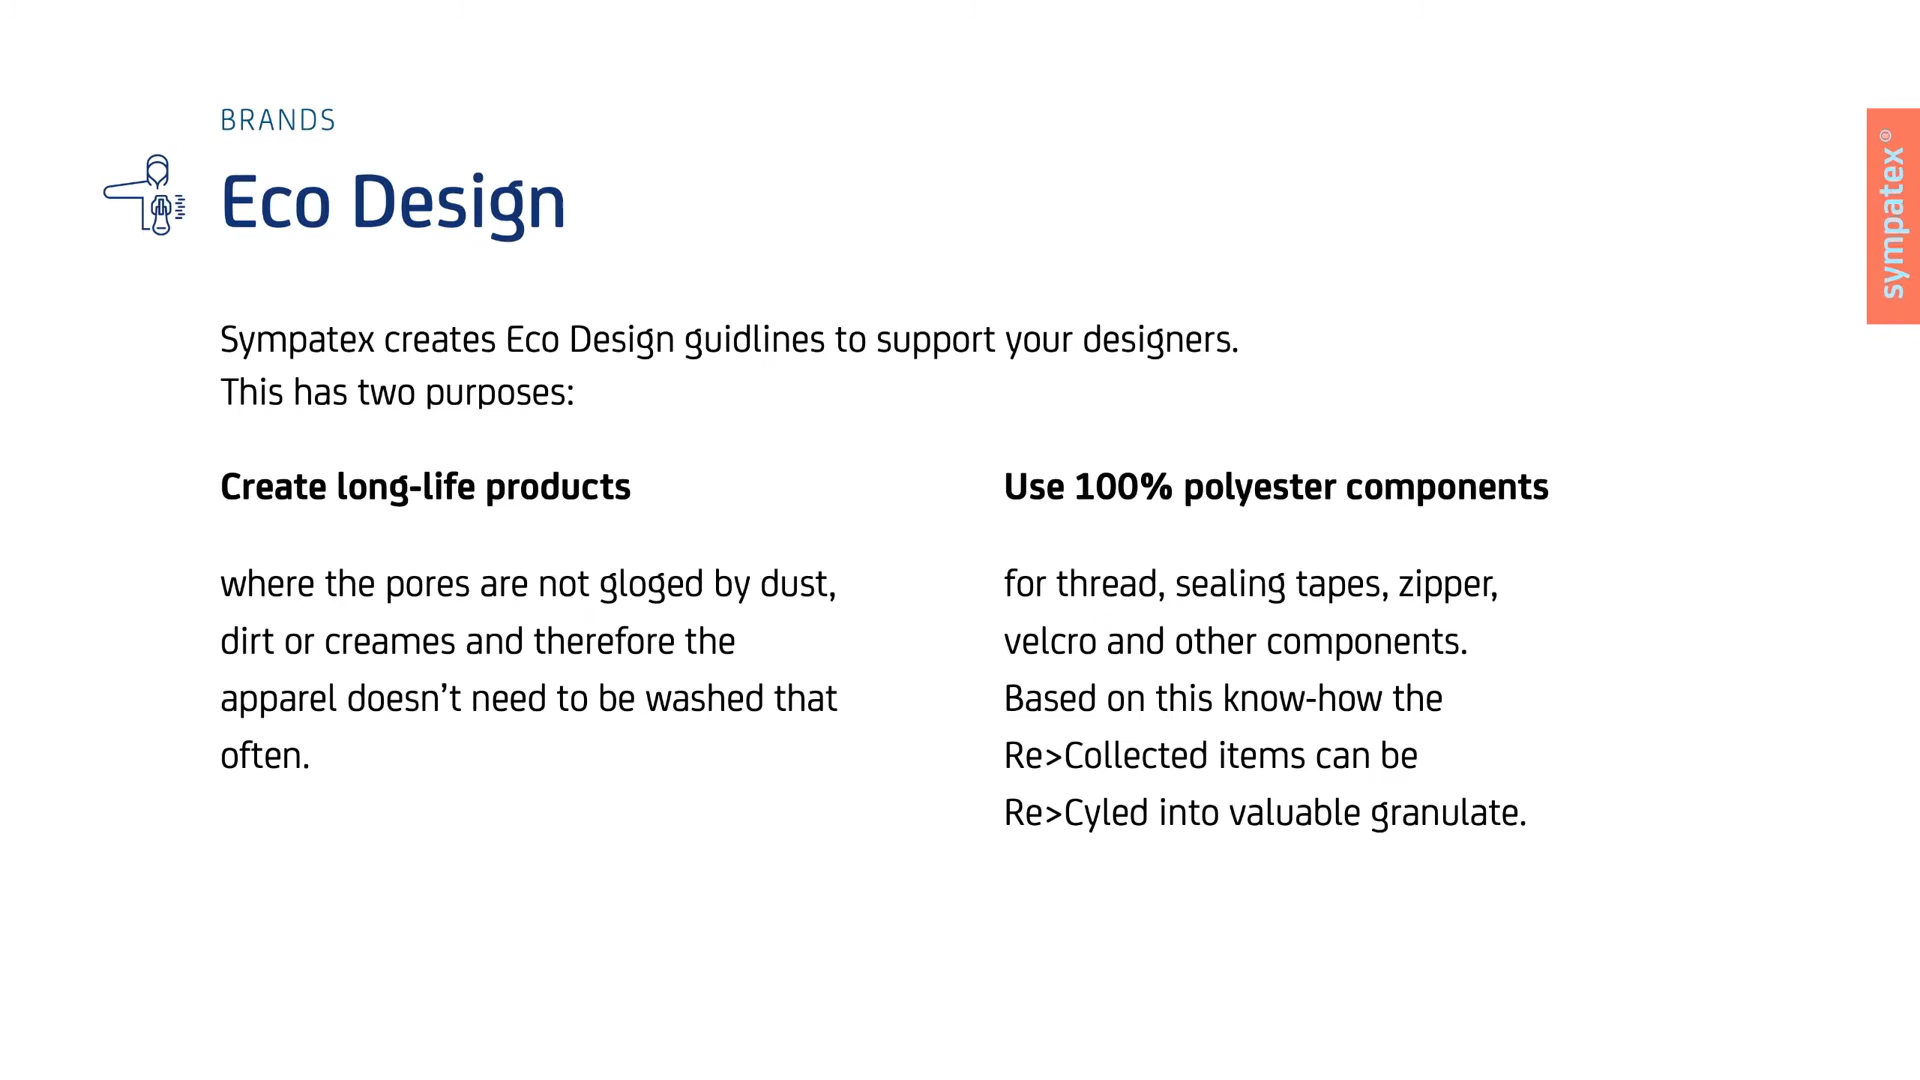 BRANDS
Eco Design
sympatex®
Sympatex creates Eco Design guidlines to support your designers.
This has two purposes:
Create long-life products
where the pores are not gloged by dust,
dirt or creames and therefore the
apparel doesn’t need to be washed that
often.
Use 100% polyester components
for thread, sealing tapes, zipper,
velcro and other components.
Based on this know-how the
Re>Collected items can be
Re>Cyled into valuable granulate.